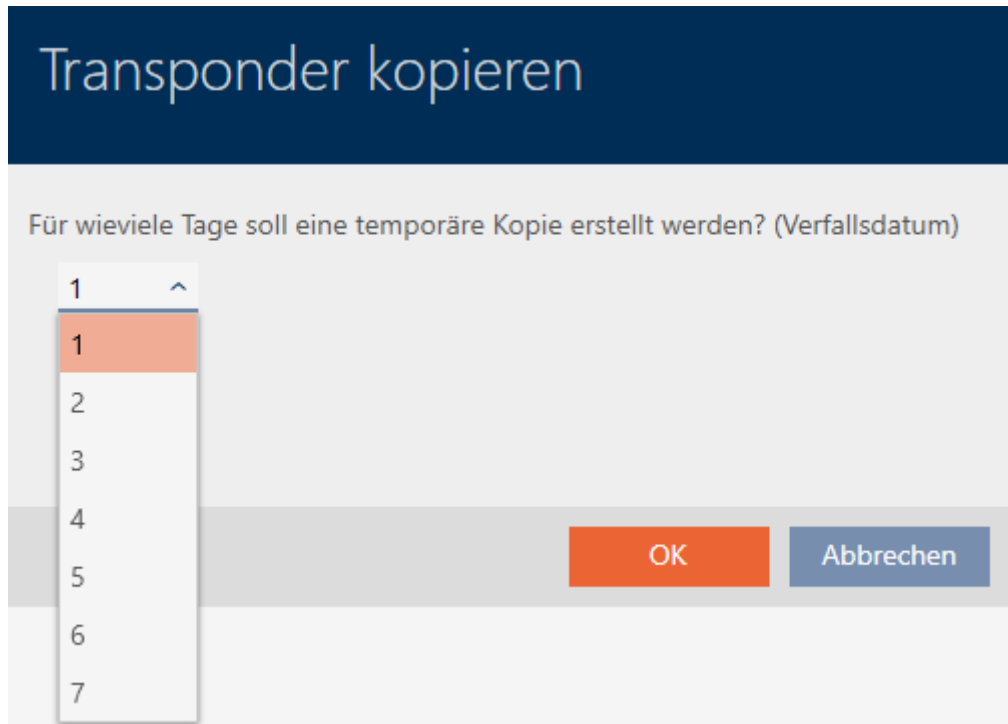 Transponder kopieren
Für wieviele Tage soll eine temporäre Kopie erstellt werden? (Verfallsdatum)
1
1
2
3
4
5
6
7
OK Abbrechen